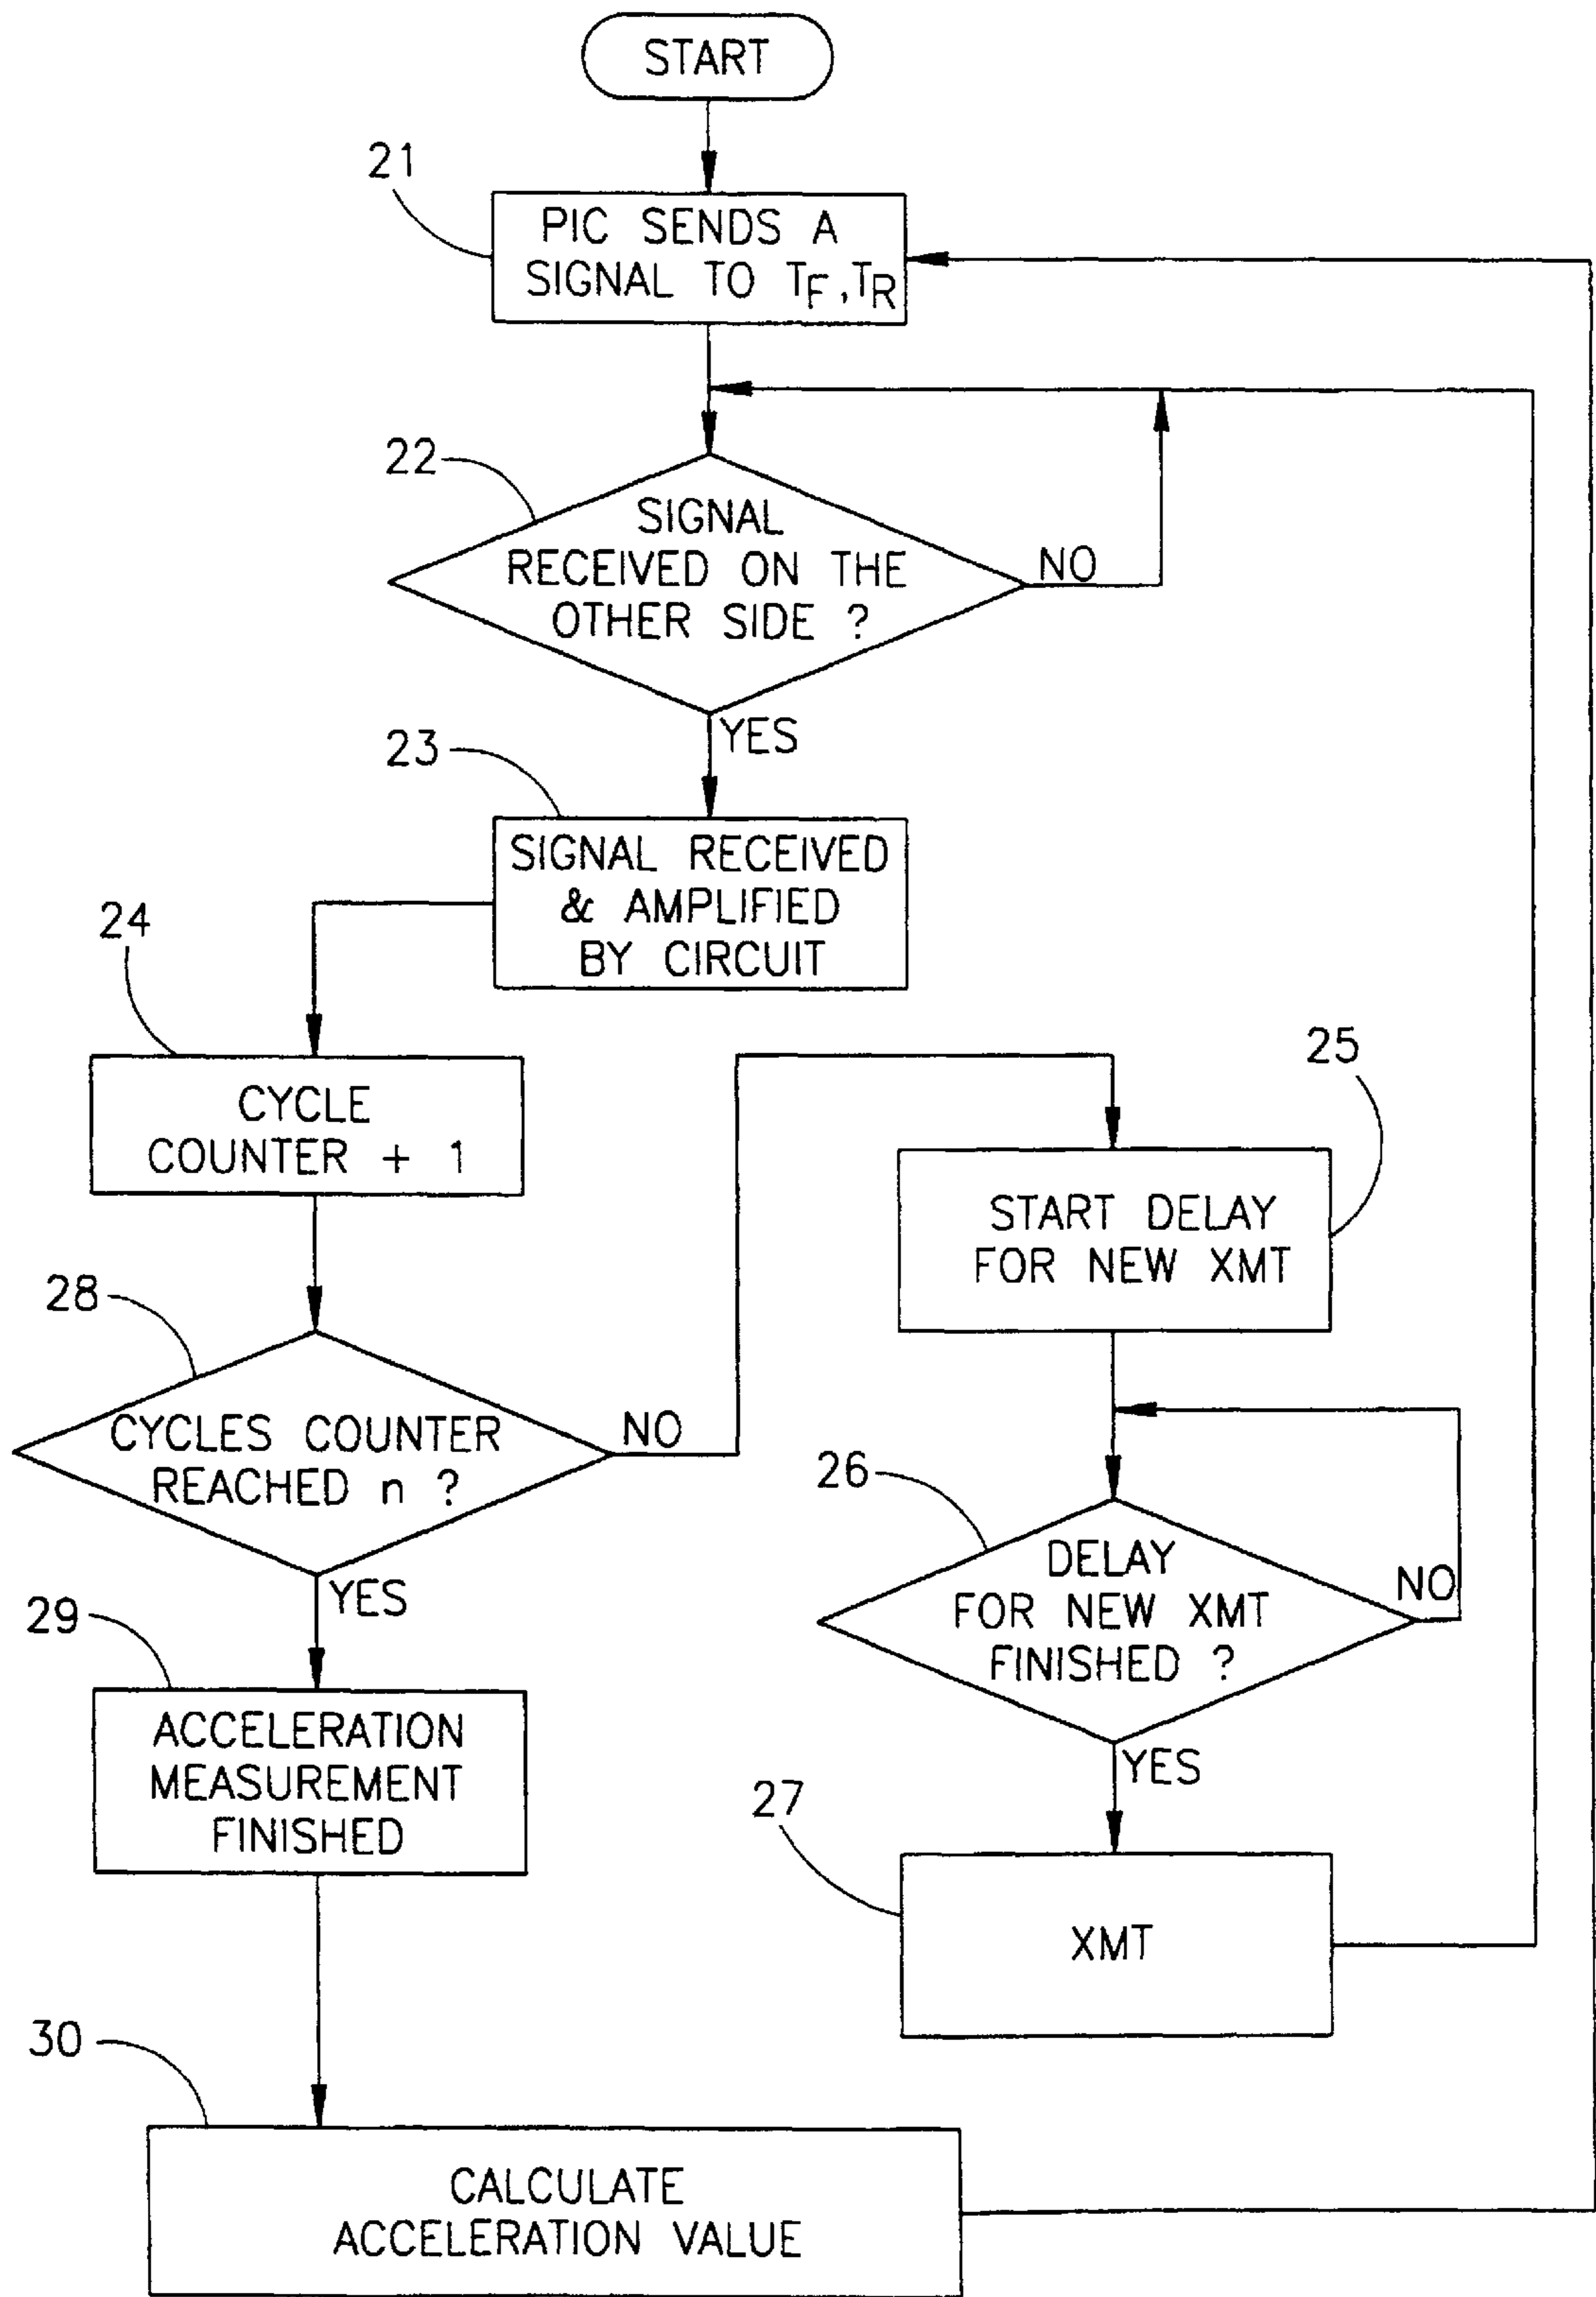 START
21
PIC SENDS A
SIGNAL TO TF,TR
22
SIGNAL
RECEIVED ON THE
OTHER SIDE ?
NO
YES
23
SIGNAL RECEIVED
& AMPLIFIED
BY CIRCUIT
24
CYCLE
COUNTER + 1
25
START DELAY
FOR NEW XMT
28
CYCLES COUNTER
REACHED n ?
NO
YES
26
DELAY
FOR NEW XMT
FINISHED ?
NO
YES
29
ACCELERATION
MEASUREMENT
FINISHED
27
XMT
30
CALCULATE
ACCELERATION VALUE